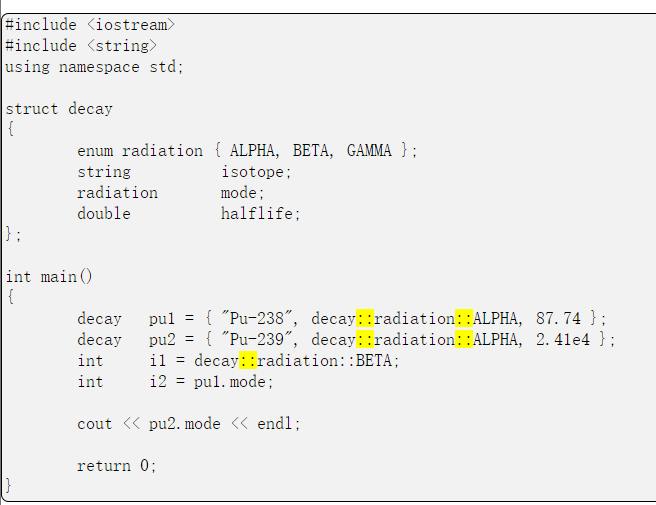 #include <iostream>
#include <string>
using namespace std;
struct decay
{
enum radiation { ALPHA, BETA, GAMMA };
string isotope;
radiation mode;
double halflife;
};
int main()
{
decay pu1 = { "Pu-238", decay::radiation::ALPHA, 87.74 };
decay pu2 = { "Pu-239", decay::radiation::ALPHA, 2.41e4 };
int i1 = decay::radiation::BETA;
int i2 = pu1.mode;
cout << pu2.mode << endl;
return 0;
}